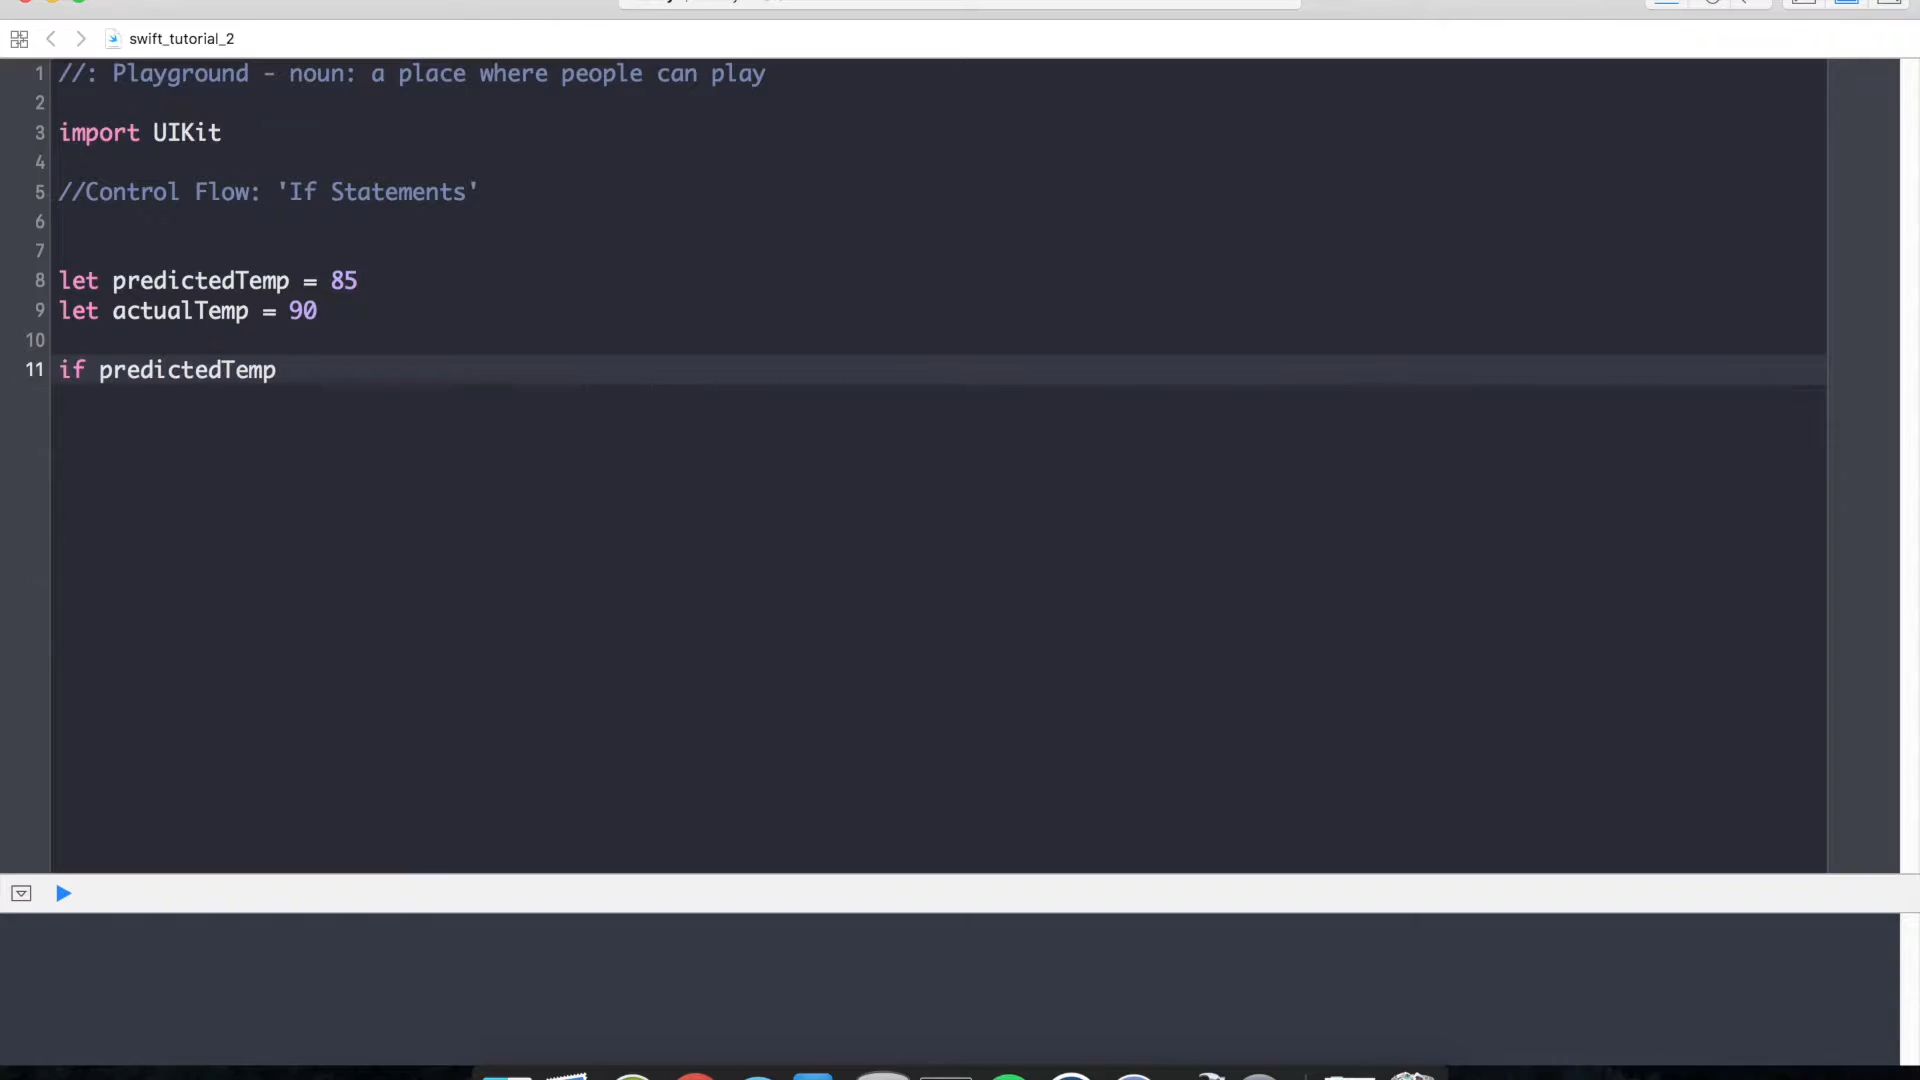 swift_tutorial_2
1 //: Playground - noun: a place where people can play
2
3 import UIKit
4
5 //Control Flow: 'If Statements'
6
7
8 let predictedTemp = 85
9 let actualTemp = 90
10
11 if predictedTemp